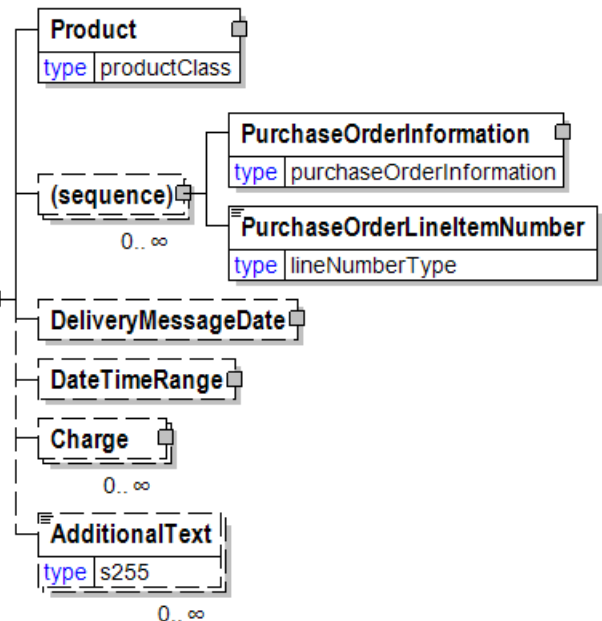 Product
type productClass
PurchaseOrderInformation
type purchaseOrderInformation
(sequence)
0.. ∞
PurchaseOrderLineItemNumber
type lineNumberType
DeliveryMessageDate
DateTimeRange
Charge
0.. ∞
AdditionalText
type s255
0.. ∞